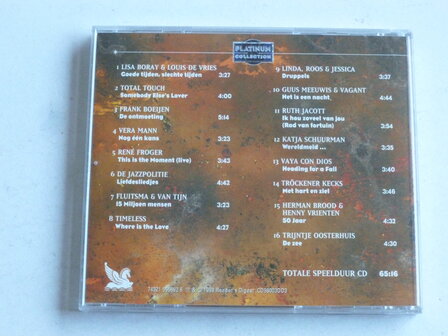 PLATINUM
COLLECTION
1 LISA BORAY & LOUIS DE VRIES
Goede tijden, slechte tijden 3:27
2 TOTAL TOUCH
Somebody Else's Lover 4:00
3 FRANK BOEIJEN
De ontmoeting 5:14
4 VERA MANN
Nog één kans 3:23
5 RENÉ FROGER
This is the Moment (live) 3:43
6 DE JAZZPOLITIE
Liefdesliedjes 4:42
7 FLUITSMA & VAN TIJN
15 Miljoen mensen 3:23
8 TIMELESS
Where is the Love 4:27
9 LINDA, ROOS & JESSICA
Druppels 3:37
10 GUUS MEEUWIS & VAGANT
Het is een nacht 4:11
11 RUTH JACOTT
Ik hou zoveel van jou
(Rad van fortuin) 3:54
12 KATJA SCHUURMAN
Wereldmeid ... 3:35
13 VAYA CON DIOS
Heading for a Fall 4:21
14 TRÖCKENER KECKS
Met hart en ziel 3:46
15 HERMAN BROOD &
HENNY VRIENTEN
50 Jaar 4:32
16 TRIJNTJE OOSTERHUIS
De zee 4:30
TOTALE SPEELDUUR CD 65:16
Reader's Digest